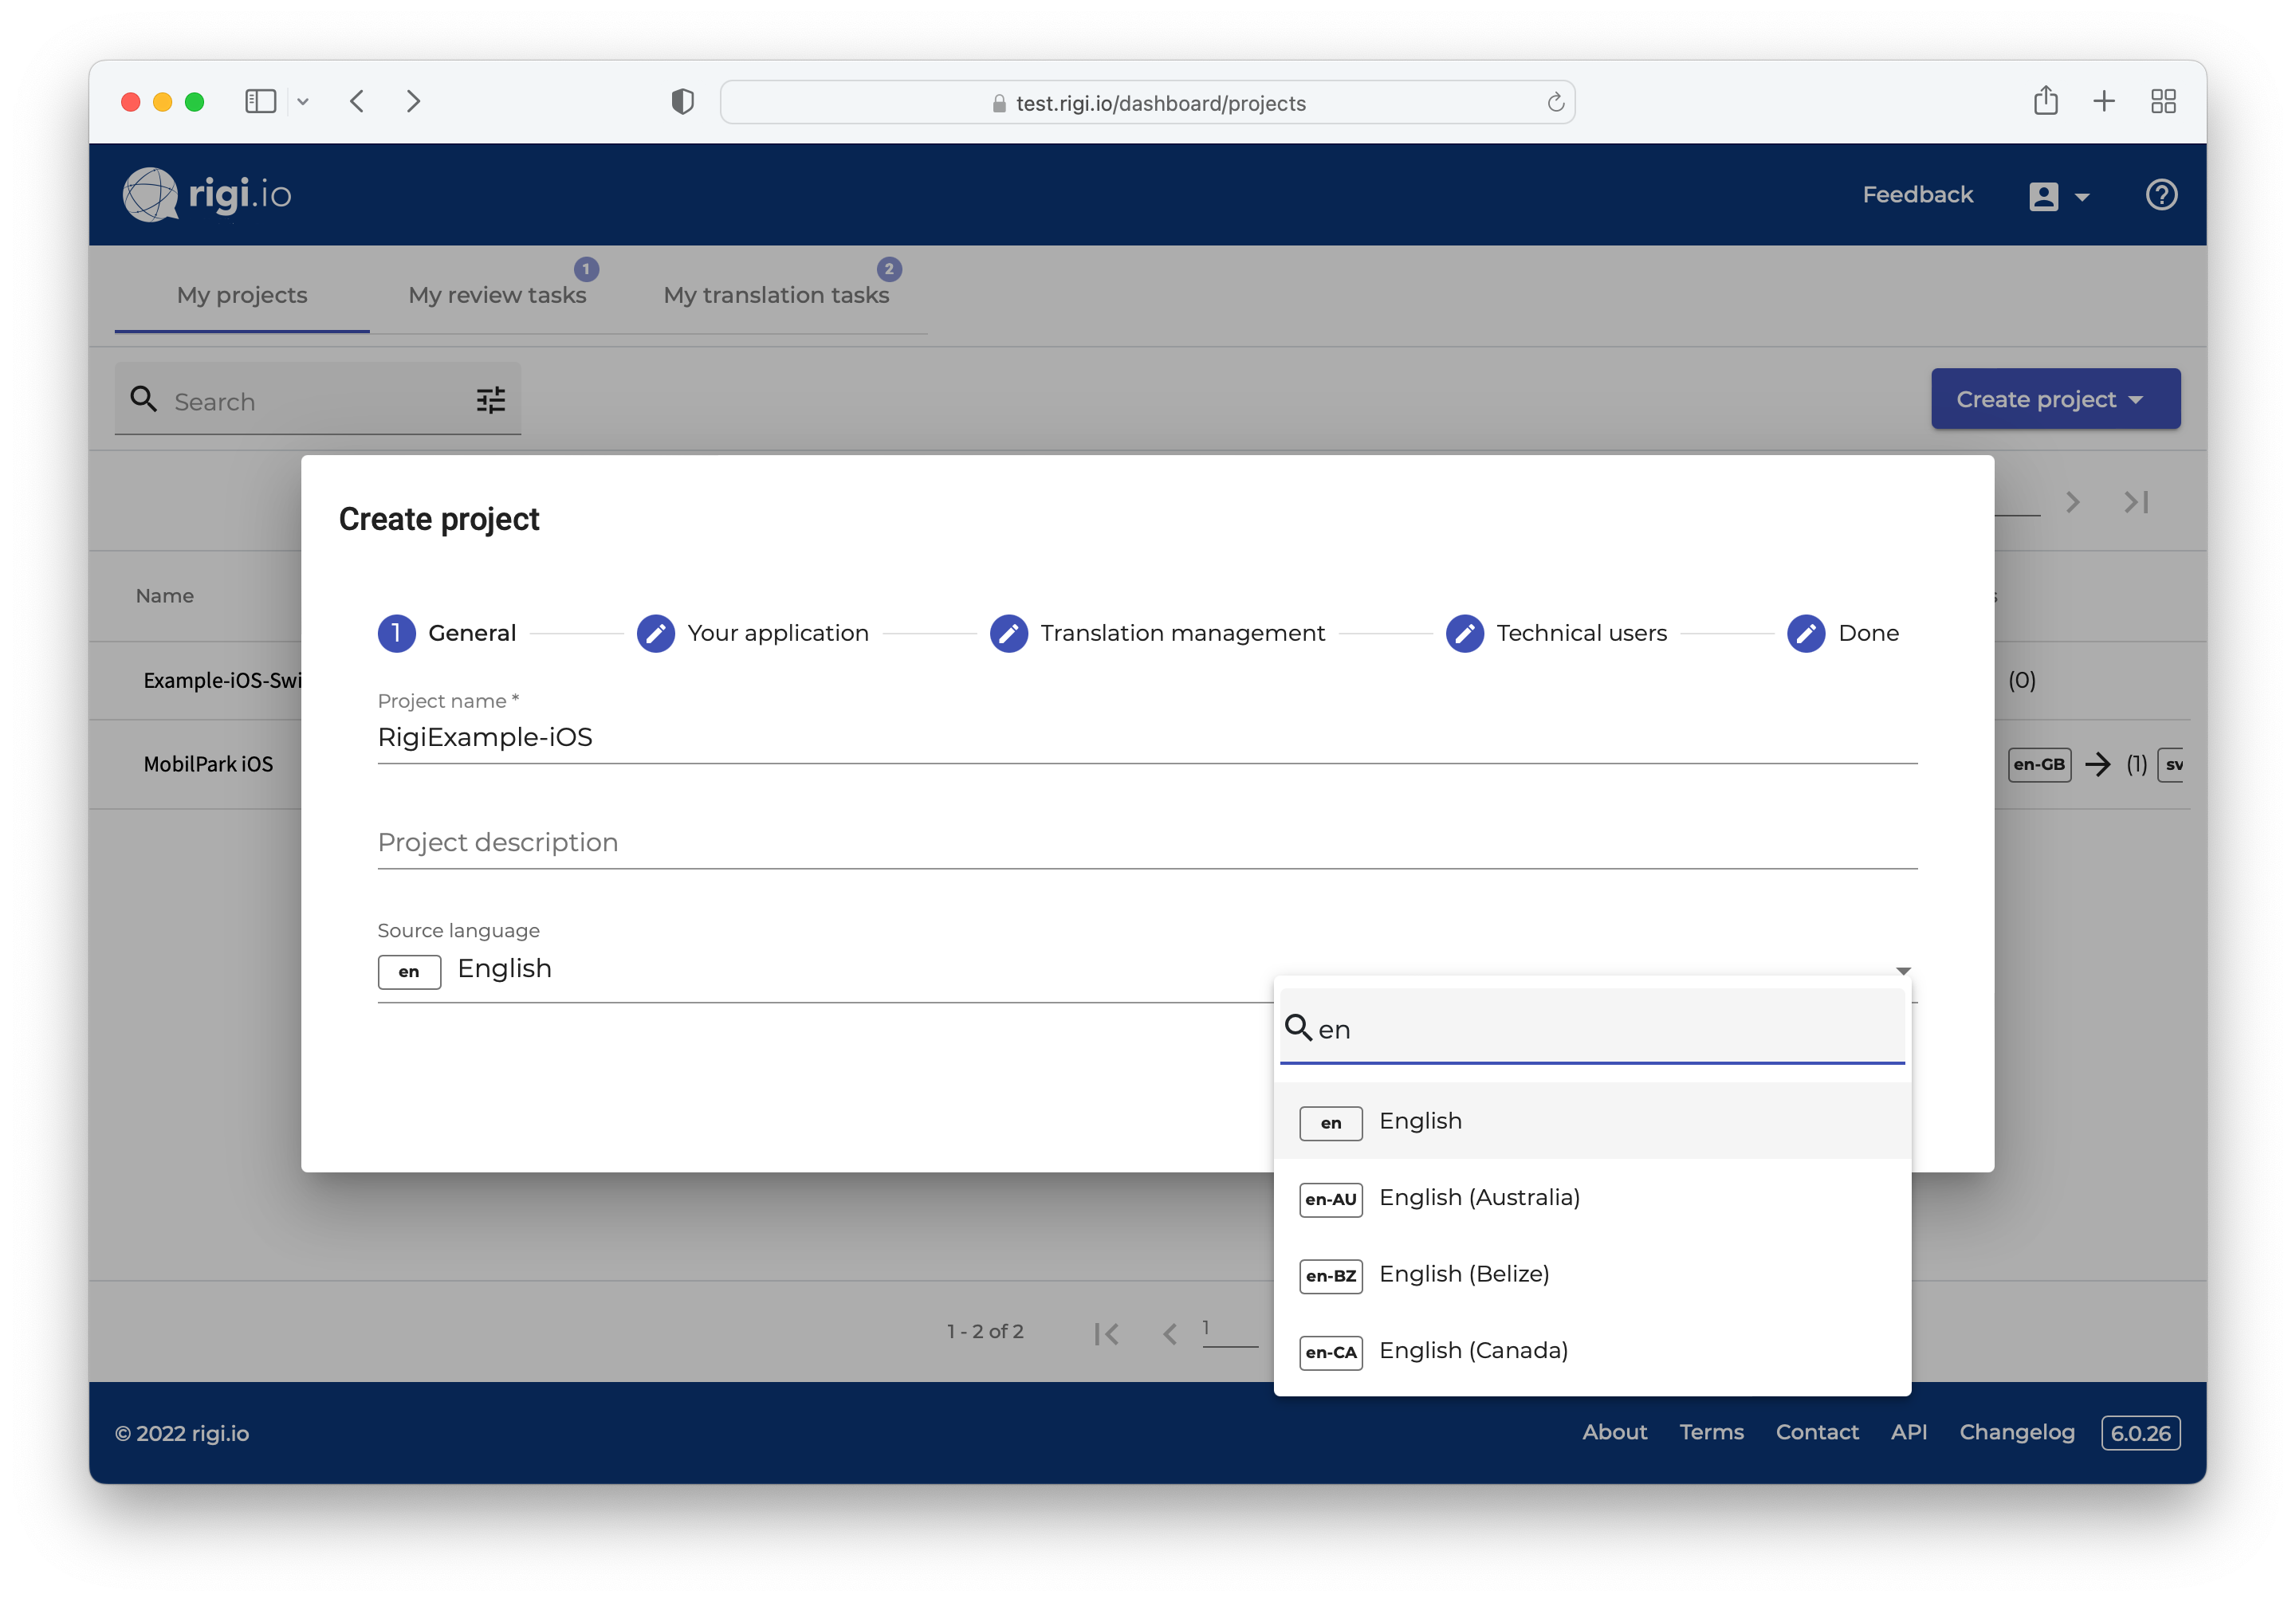 test.rigi.io/dashboard/projects
rigi.io
Feedback
My projects
My review tasks
1
My translation tasks
2
Search
Create project
Create project
Name
1 General
Your application
Translation management
Technical users
Done
Project name *
RigiExample-iOS
Example-iOS-Swi
(0)
MobilPark iOS
en-GB
(1)
sv
Project description
Source language
en English
en
en English
en-AU English (Australia)
en-BZ English (Belize)
en-CA English (Canada)
1 - 2 of 2
1
© 2022 rigi.io
About
Terms
Contact
API
Changelog
6.0.26